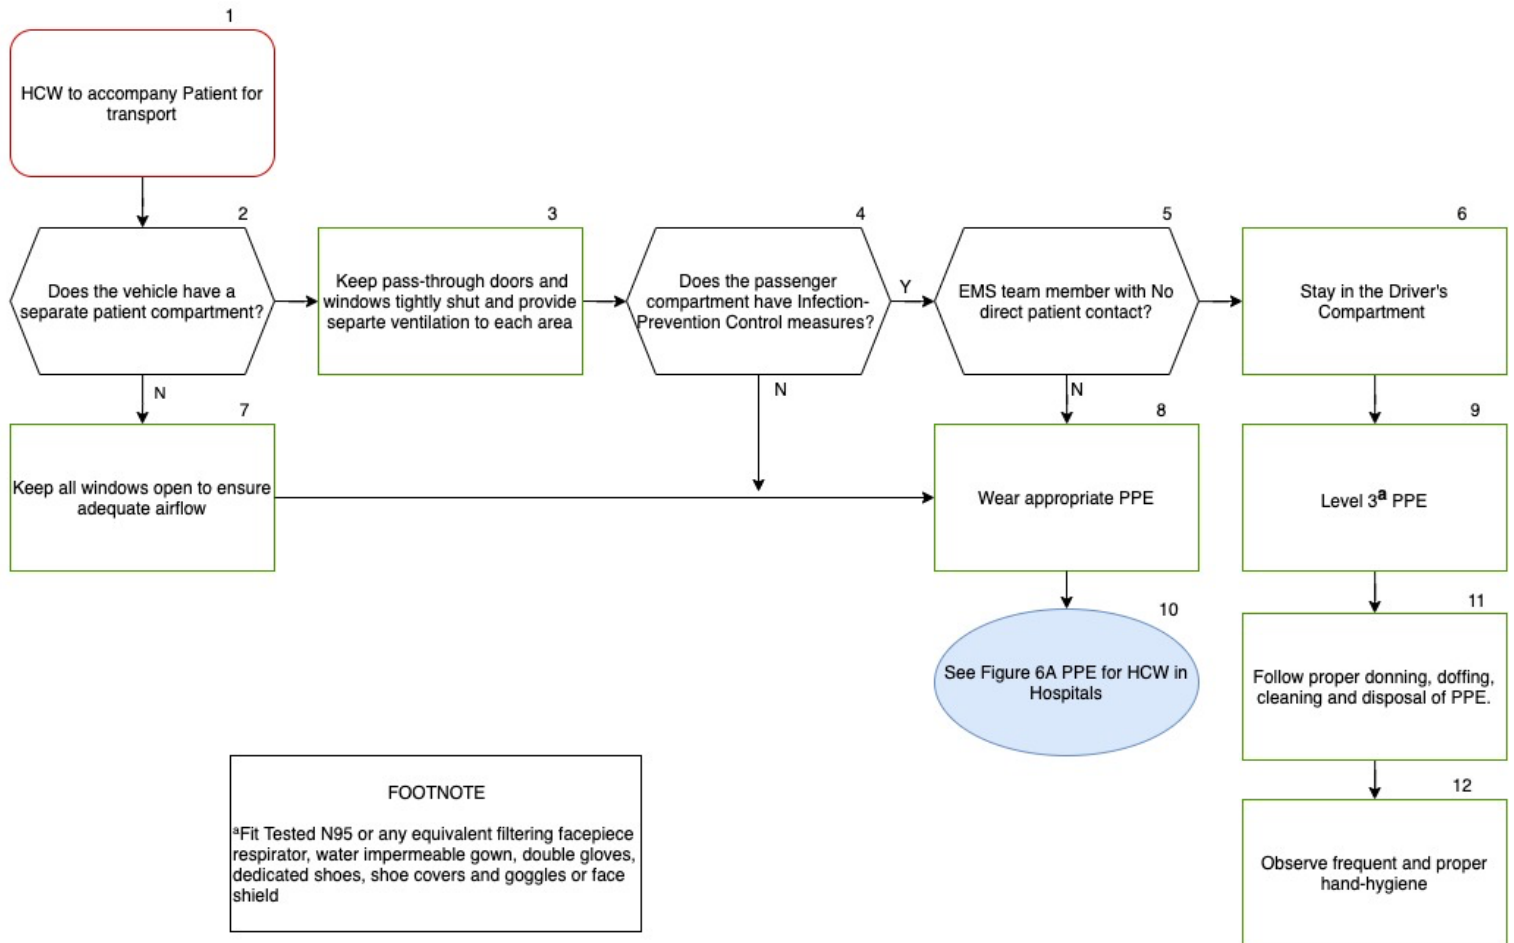 1
HCW to accompany Patient for
transport
2
Does the vehicle have a
separate patient compartment?
3
Keep pass-through doors and
windows tightly shut and provide
separte ventilation to each area
4
Does the passenger
compartment have Infection-
Prevention Control measures?
Y
5
EMS team member with No
direct patient contact?
6
Stay in the Driver's
Compartment
N
7
Keep all windows open to ensure
adequate airflow
N
N
8
Wear appropriate PPE
9
Level 3a PPE
10
See Figure 6A PPE for HCW in
Hospitals
11
Follow proper donning, doffing,
cleaning and disposal of PPE.
12
Observe frequent and proper
hand-hygiene
FOOTNOTE
aFit Tested N95 or any equivalent filtering facepiece
respirator, water impermeable gown, double gloves,
dedicated shoes, shoe covers and goggles or face
shield